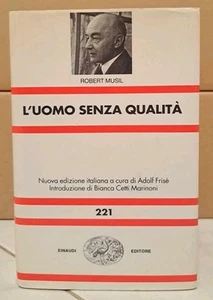 ROBERT MUSIL
L'UOMO SENZA QUALITÀ
Nuova edizione italiana a cura di Adolf Frisé
Introduzione di Bianca Cetti Marinoni
221
EINAUDI EDITORE